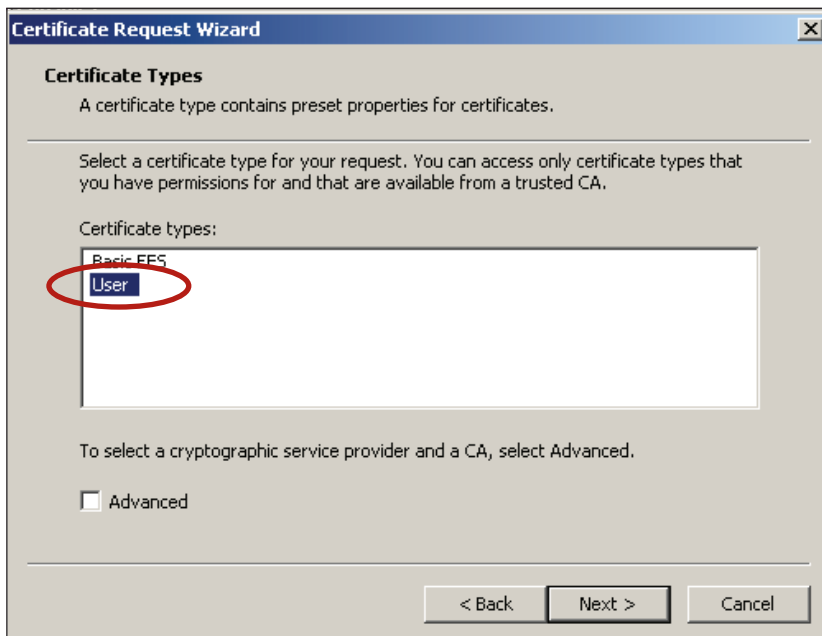 Certificate Request Wizard
Certificate Types
A certificate type contains preset properties for certificates.
Select a certificate type for your request. You can access only certificate types that
you have permissions for and that are available from a trusted CA.
Certificate types:
Basic EFS
User
To select a cryptographic service provider and a CA, select Advanced.
Advanced
< Back
Next >
Cancel